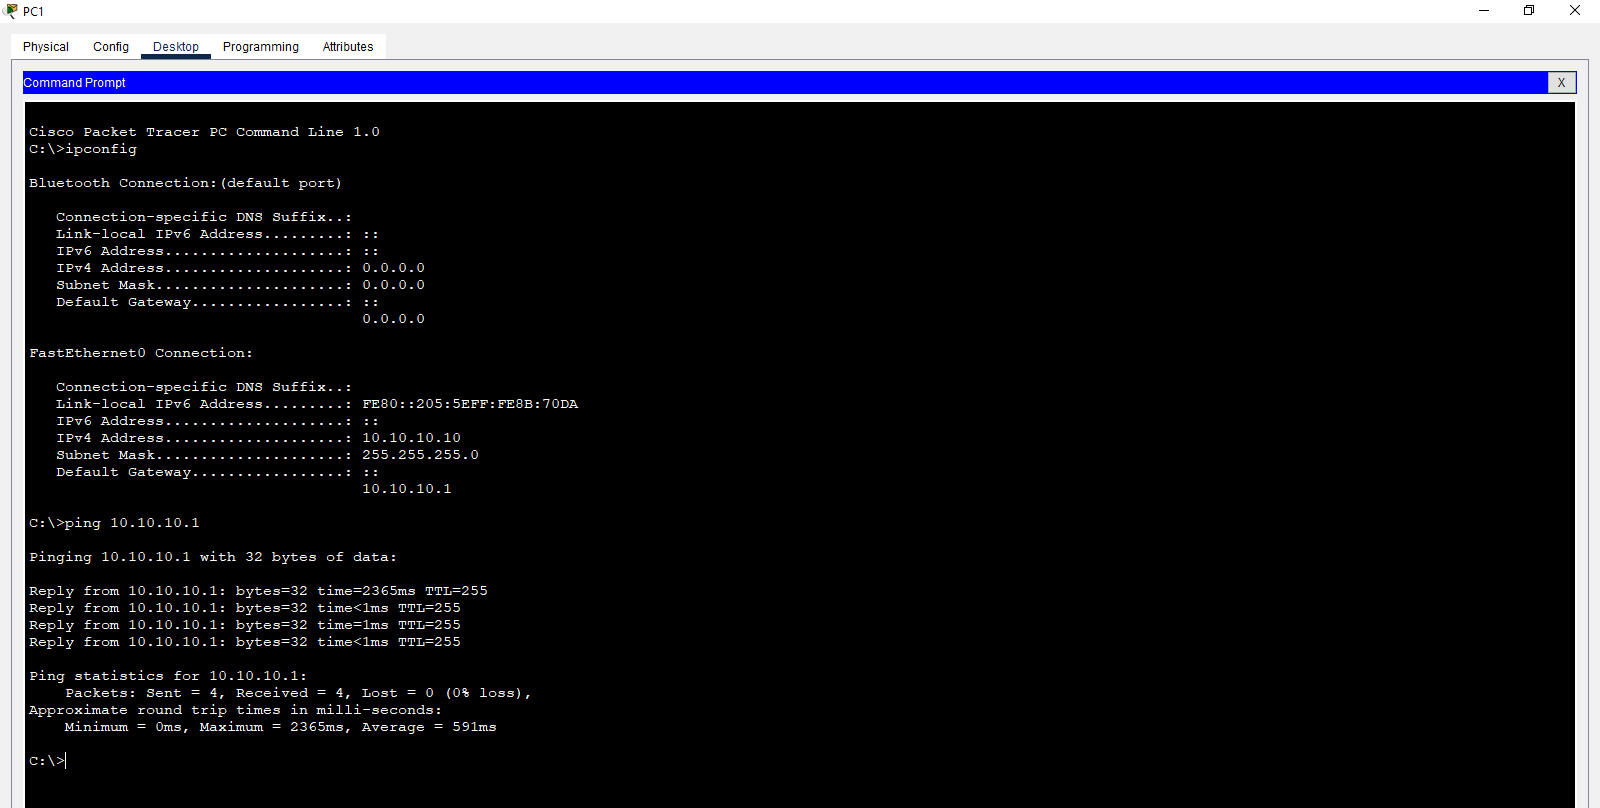 PC1
Physical Config Desktop Programming Attributes
Command Prompt X
Cisco Packet Tracer PC Command Line 1.0
C:\>ipconfig
Bluetooth Connection:(default port)
Connection-specific DNS Suffix..:
Link-local IPv6 Address.........: ::
IPv6 Address....................: ::
IPv4 Address....................: 0.0.0.0
Subnet Mask.....................: 0.0.0.0
Default Gateway.................: ::
0.0.0.0
FastEthernet0 Connection:
Connection-specific DNS Suffix..:
Link-local IPv6 Address.........: FE80::205:5EFF:FE8B:70DA
IPv6 Address....................: ::
IPv4 Address....................: 10.10.10.10
Subnet Mask.....................: 255.255.255.0
Default Gateway.................: ::
10.10.10.1
C:\>ping 10.10.10.1
Pinging 10.10.10.1 with 32 bytes of data:
Reply from 10.10.10.1: bytes=32 time=2365ms TTL=255
Reply from 10.10.10.1: bytes=32 time<1ms TTL=255
Reply from 10.10.10.1: bytes=32 time=1ms TTL=255
Reply from 10.10.10.1: bytes=32 time<1ms TTL=255
Ping statistics for 10.10.10.1:
Packets: Sent = 4, Received = 4, Lost = 0 (0% loss),
Approximate round trip times in milli-seconds:
Minimum = 0ms, Maximum = 2365ms, Average = 591ms
C:\>